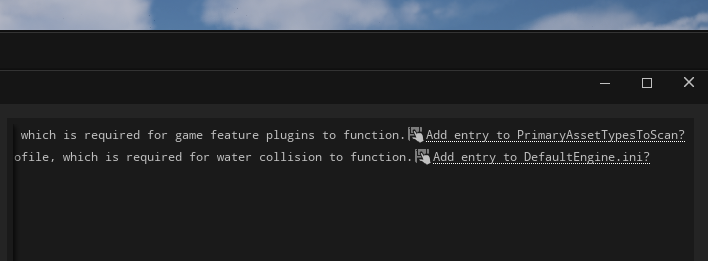 which is required for game feature plugins to function. Add entry to PrimaryAssetTypesToScan?
ofile, which is required for water collision to function. Add entry to DefaultEngine.ini?